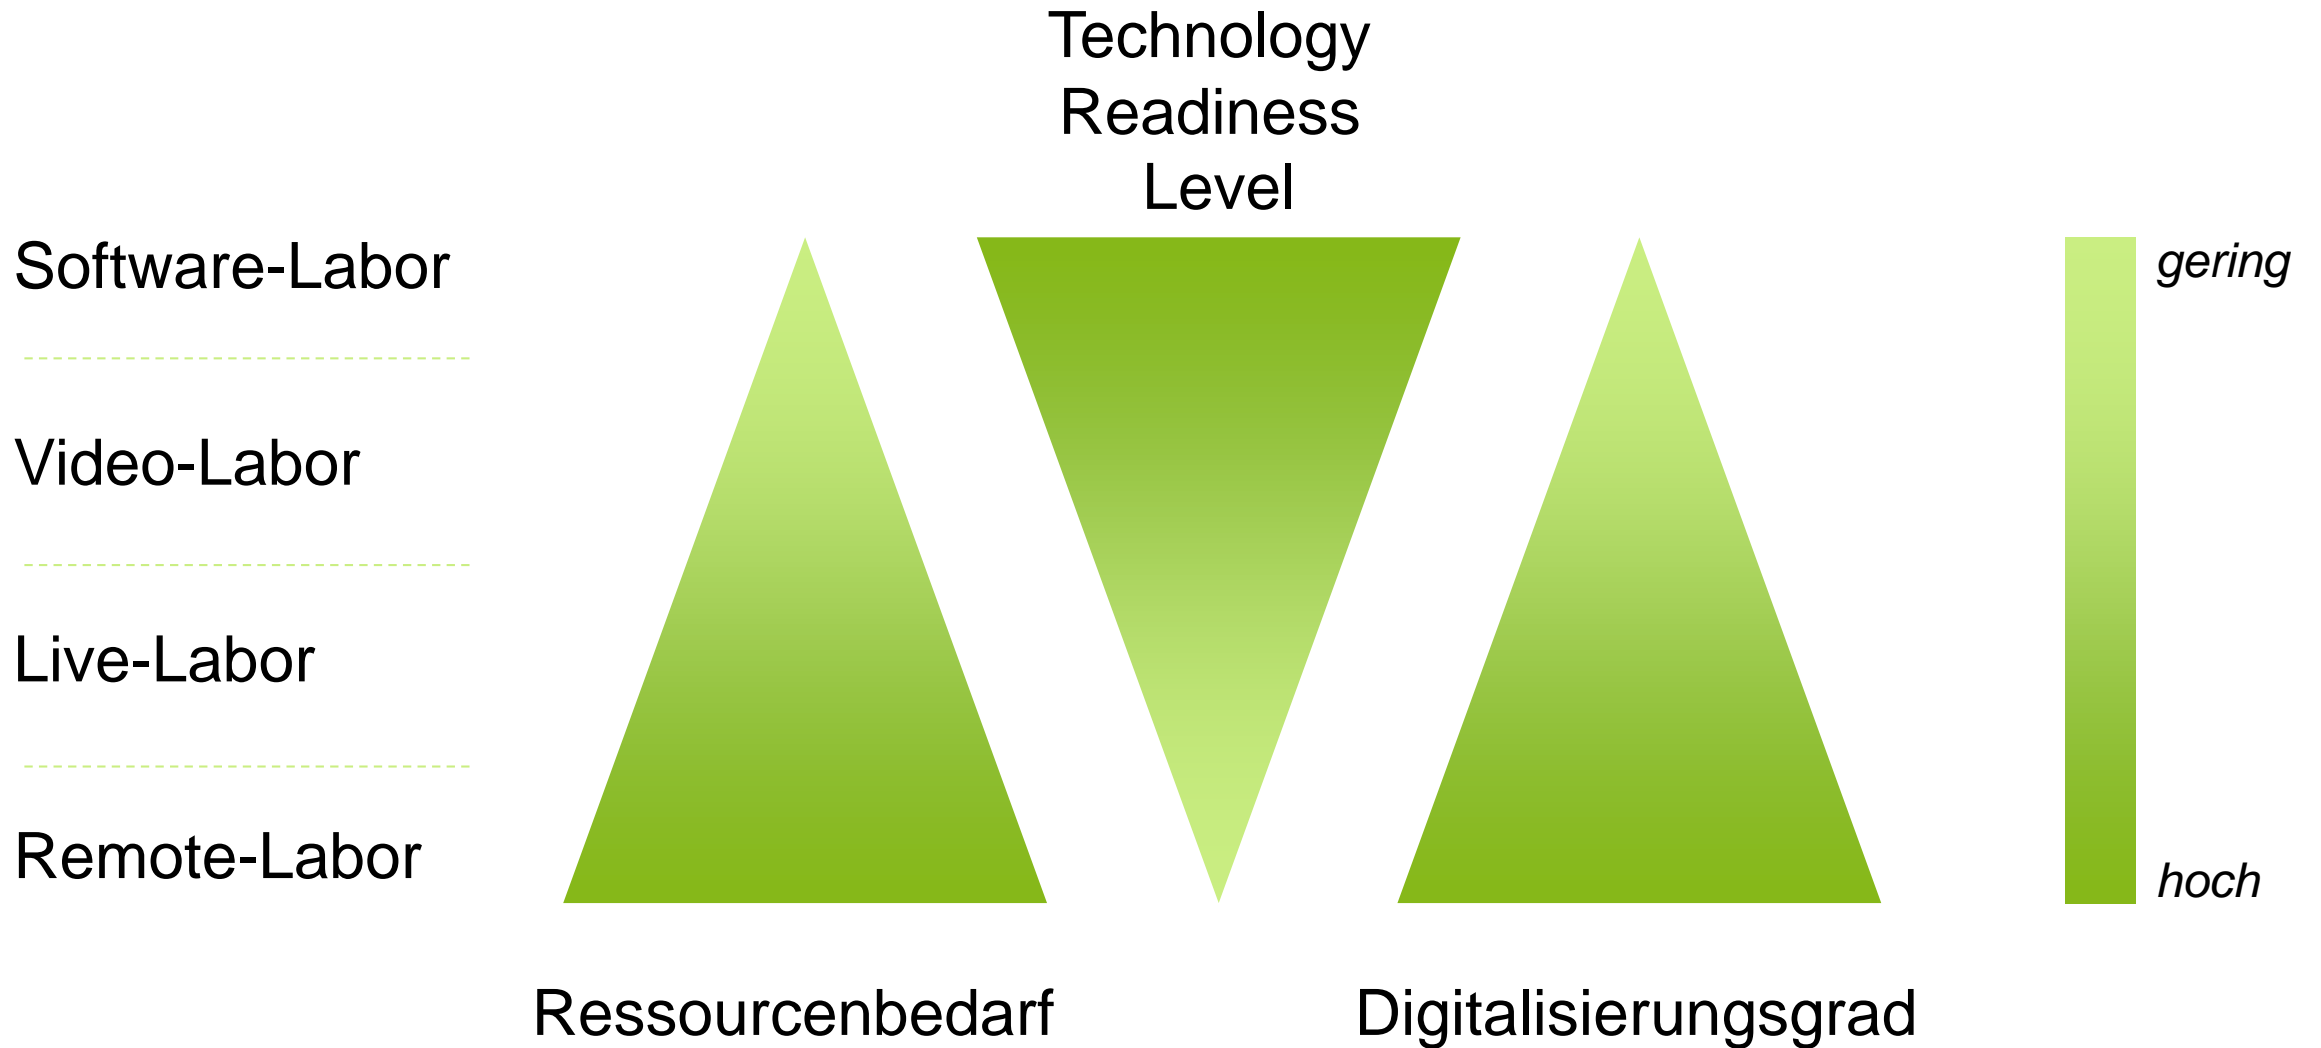 Technology
Readiness
Level
Software-Labor
gering
Video-Labor
Live-Labor
Remote-Labor
hoch
Ressourcenbedarf
Digitalisierungsgrad